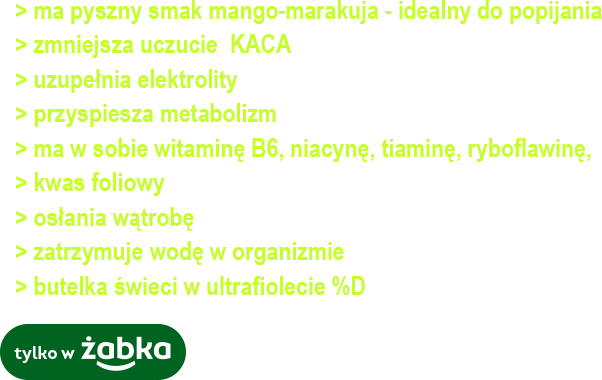 > ma pyszny smak mango-marakuja - idealny do popijania
> zmniejsza uczucie  KACA
> uzupełnia elektrolity
> przyspiesza metabolizm
> ma w sobie witaminę B6, niacynę, tiaminę, ryboflawinę,
> kwas foliowy
> osłania wątrobę
> zatrzymuje wodę w organizmie
> butelka świeci w ultrafiolecie %D
tylko w żabka